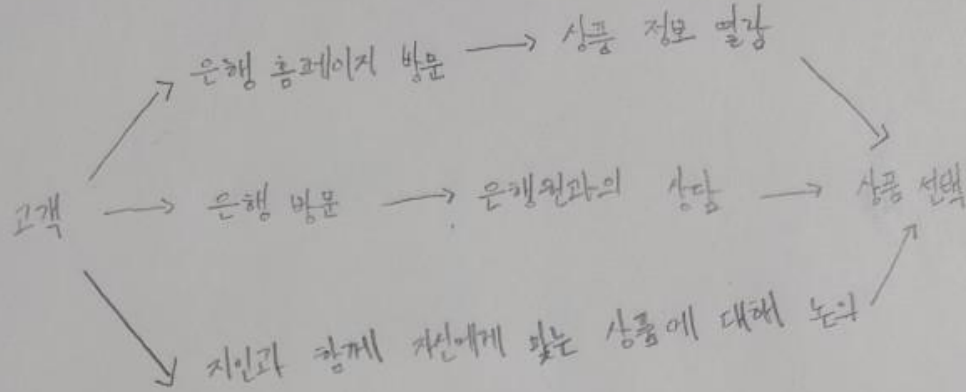 은행 홈페이지 방문 → 상품 정보 열람
고객 → 은행 방문 → 은행원과의 상담 → 상품 선택
지인과 함께 자신에게 맞는 상품에 대해 논의